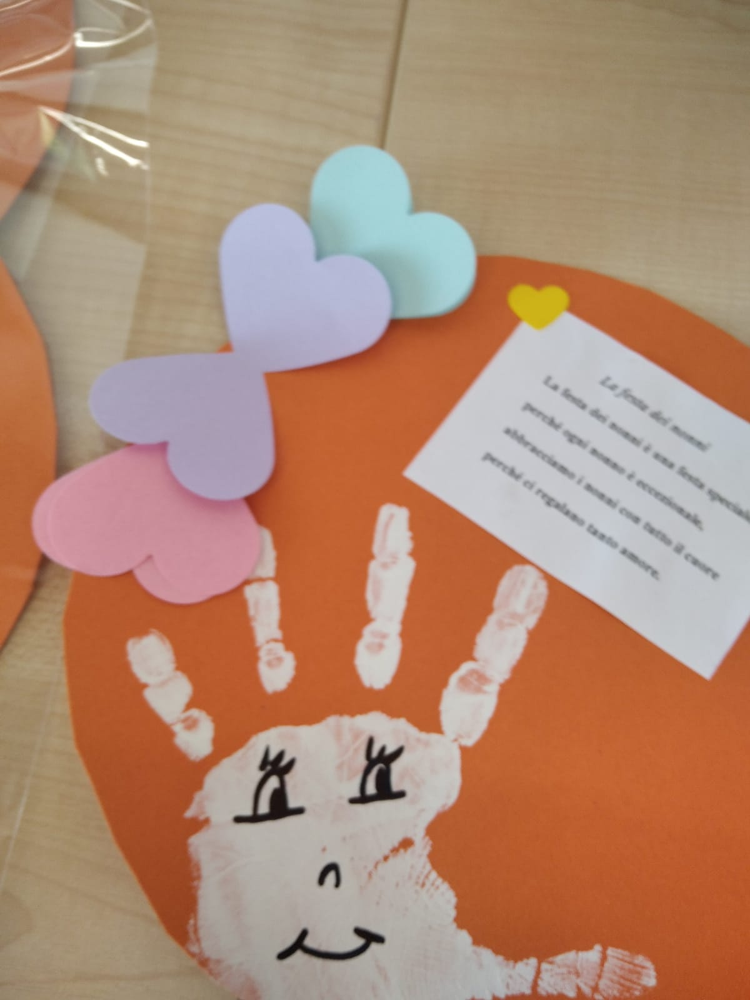 La festa dei nonni
La festa dei nonni è una festa speciale
perché ogni nonno è eccezionale,
abbracciamo i nonni con tutto il cuore
perché ci regalano tanto amore.